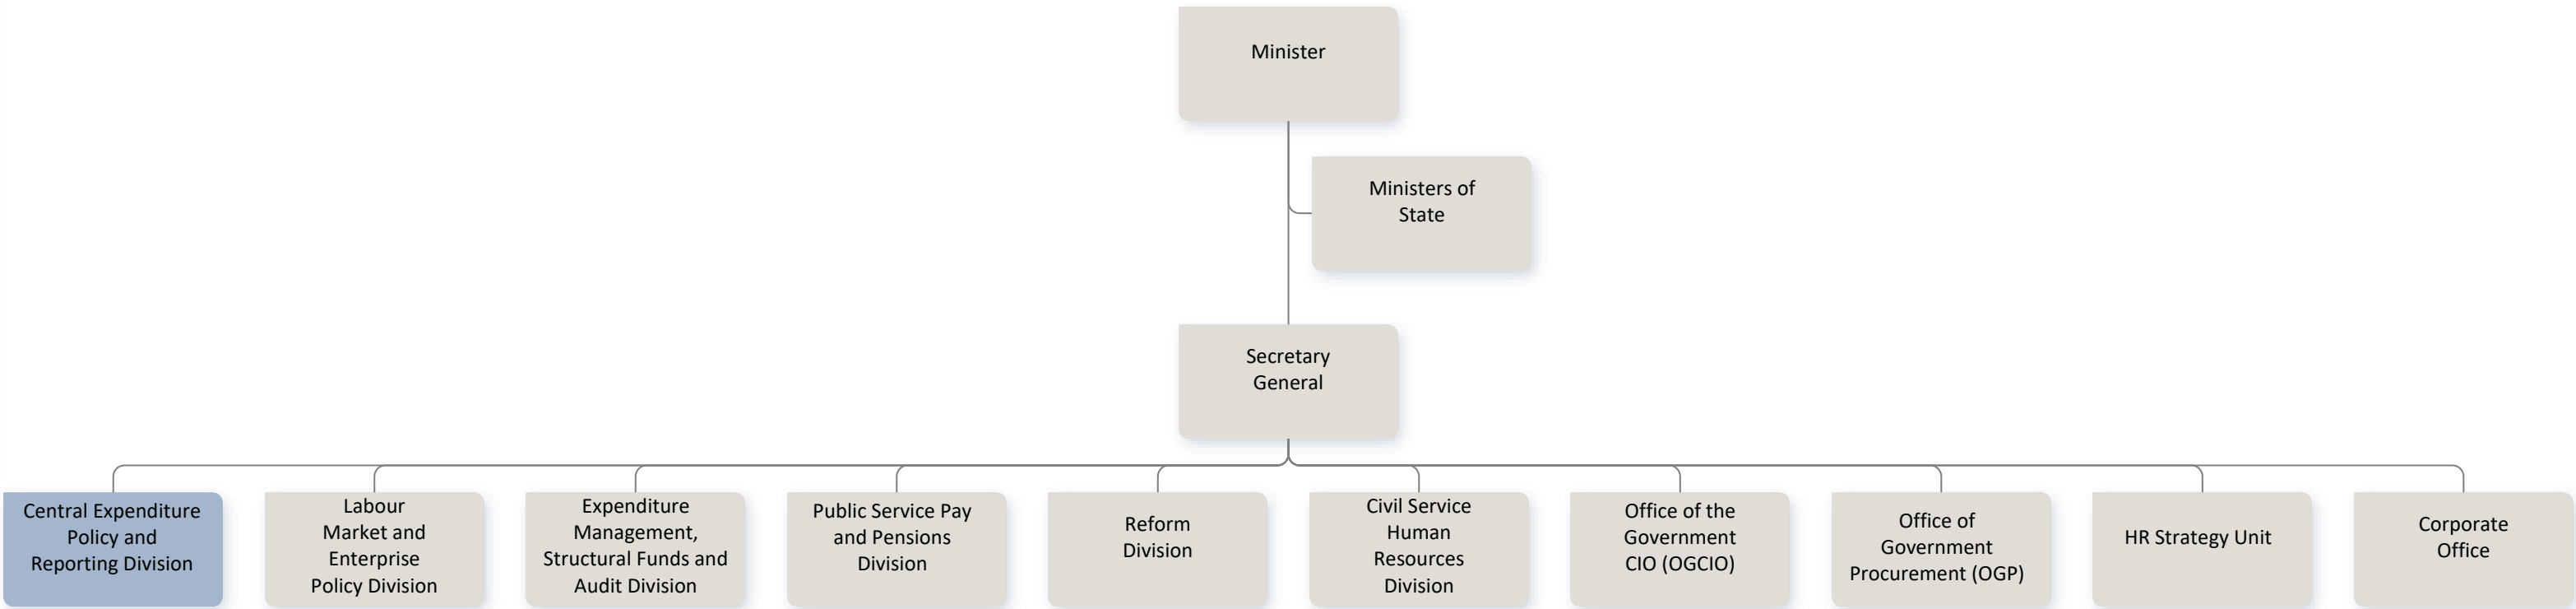 Minister
Ministers of
State
Secretary
General
Central Expenditure
Policy and
Reporting Division
Labour
Market and
Enterprise
Policy Division
Expenditure
Management,
Structural Funds and
Audit Division
Public Service Pay
and Pensions
Division
Reform
Division
Civil Service
Human
Resources
Division
Office of the
Government
CIO (OGCIO)
Office of
Government
Procurement (OGP)
HR Strategy Unit
Corporate
Office